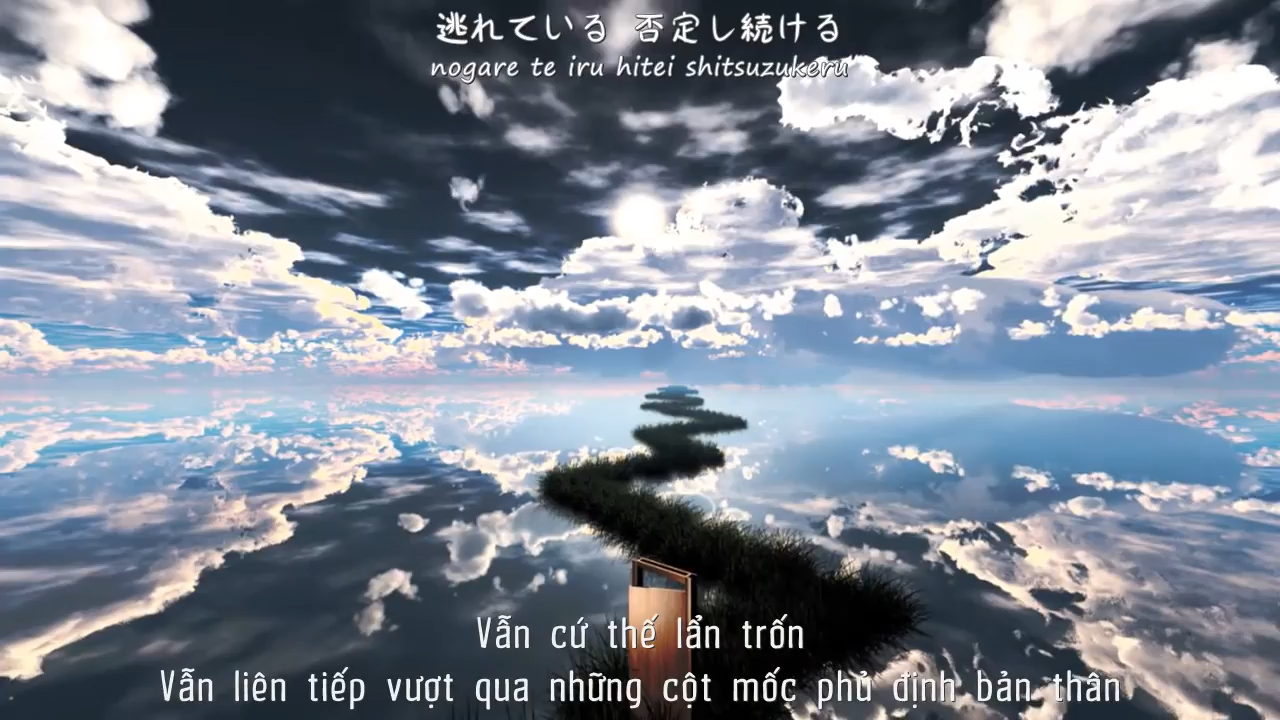 逃れている 否定し続ける
nogare te iru hitei shitsuzukeru
Vẫn cứ thế lẩn trốn
Vẫn liên tiếp vượt qua những cột mốc phủ định bản thân